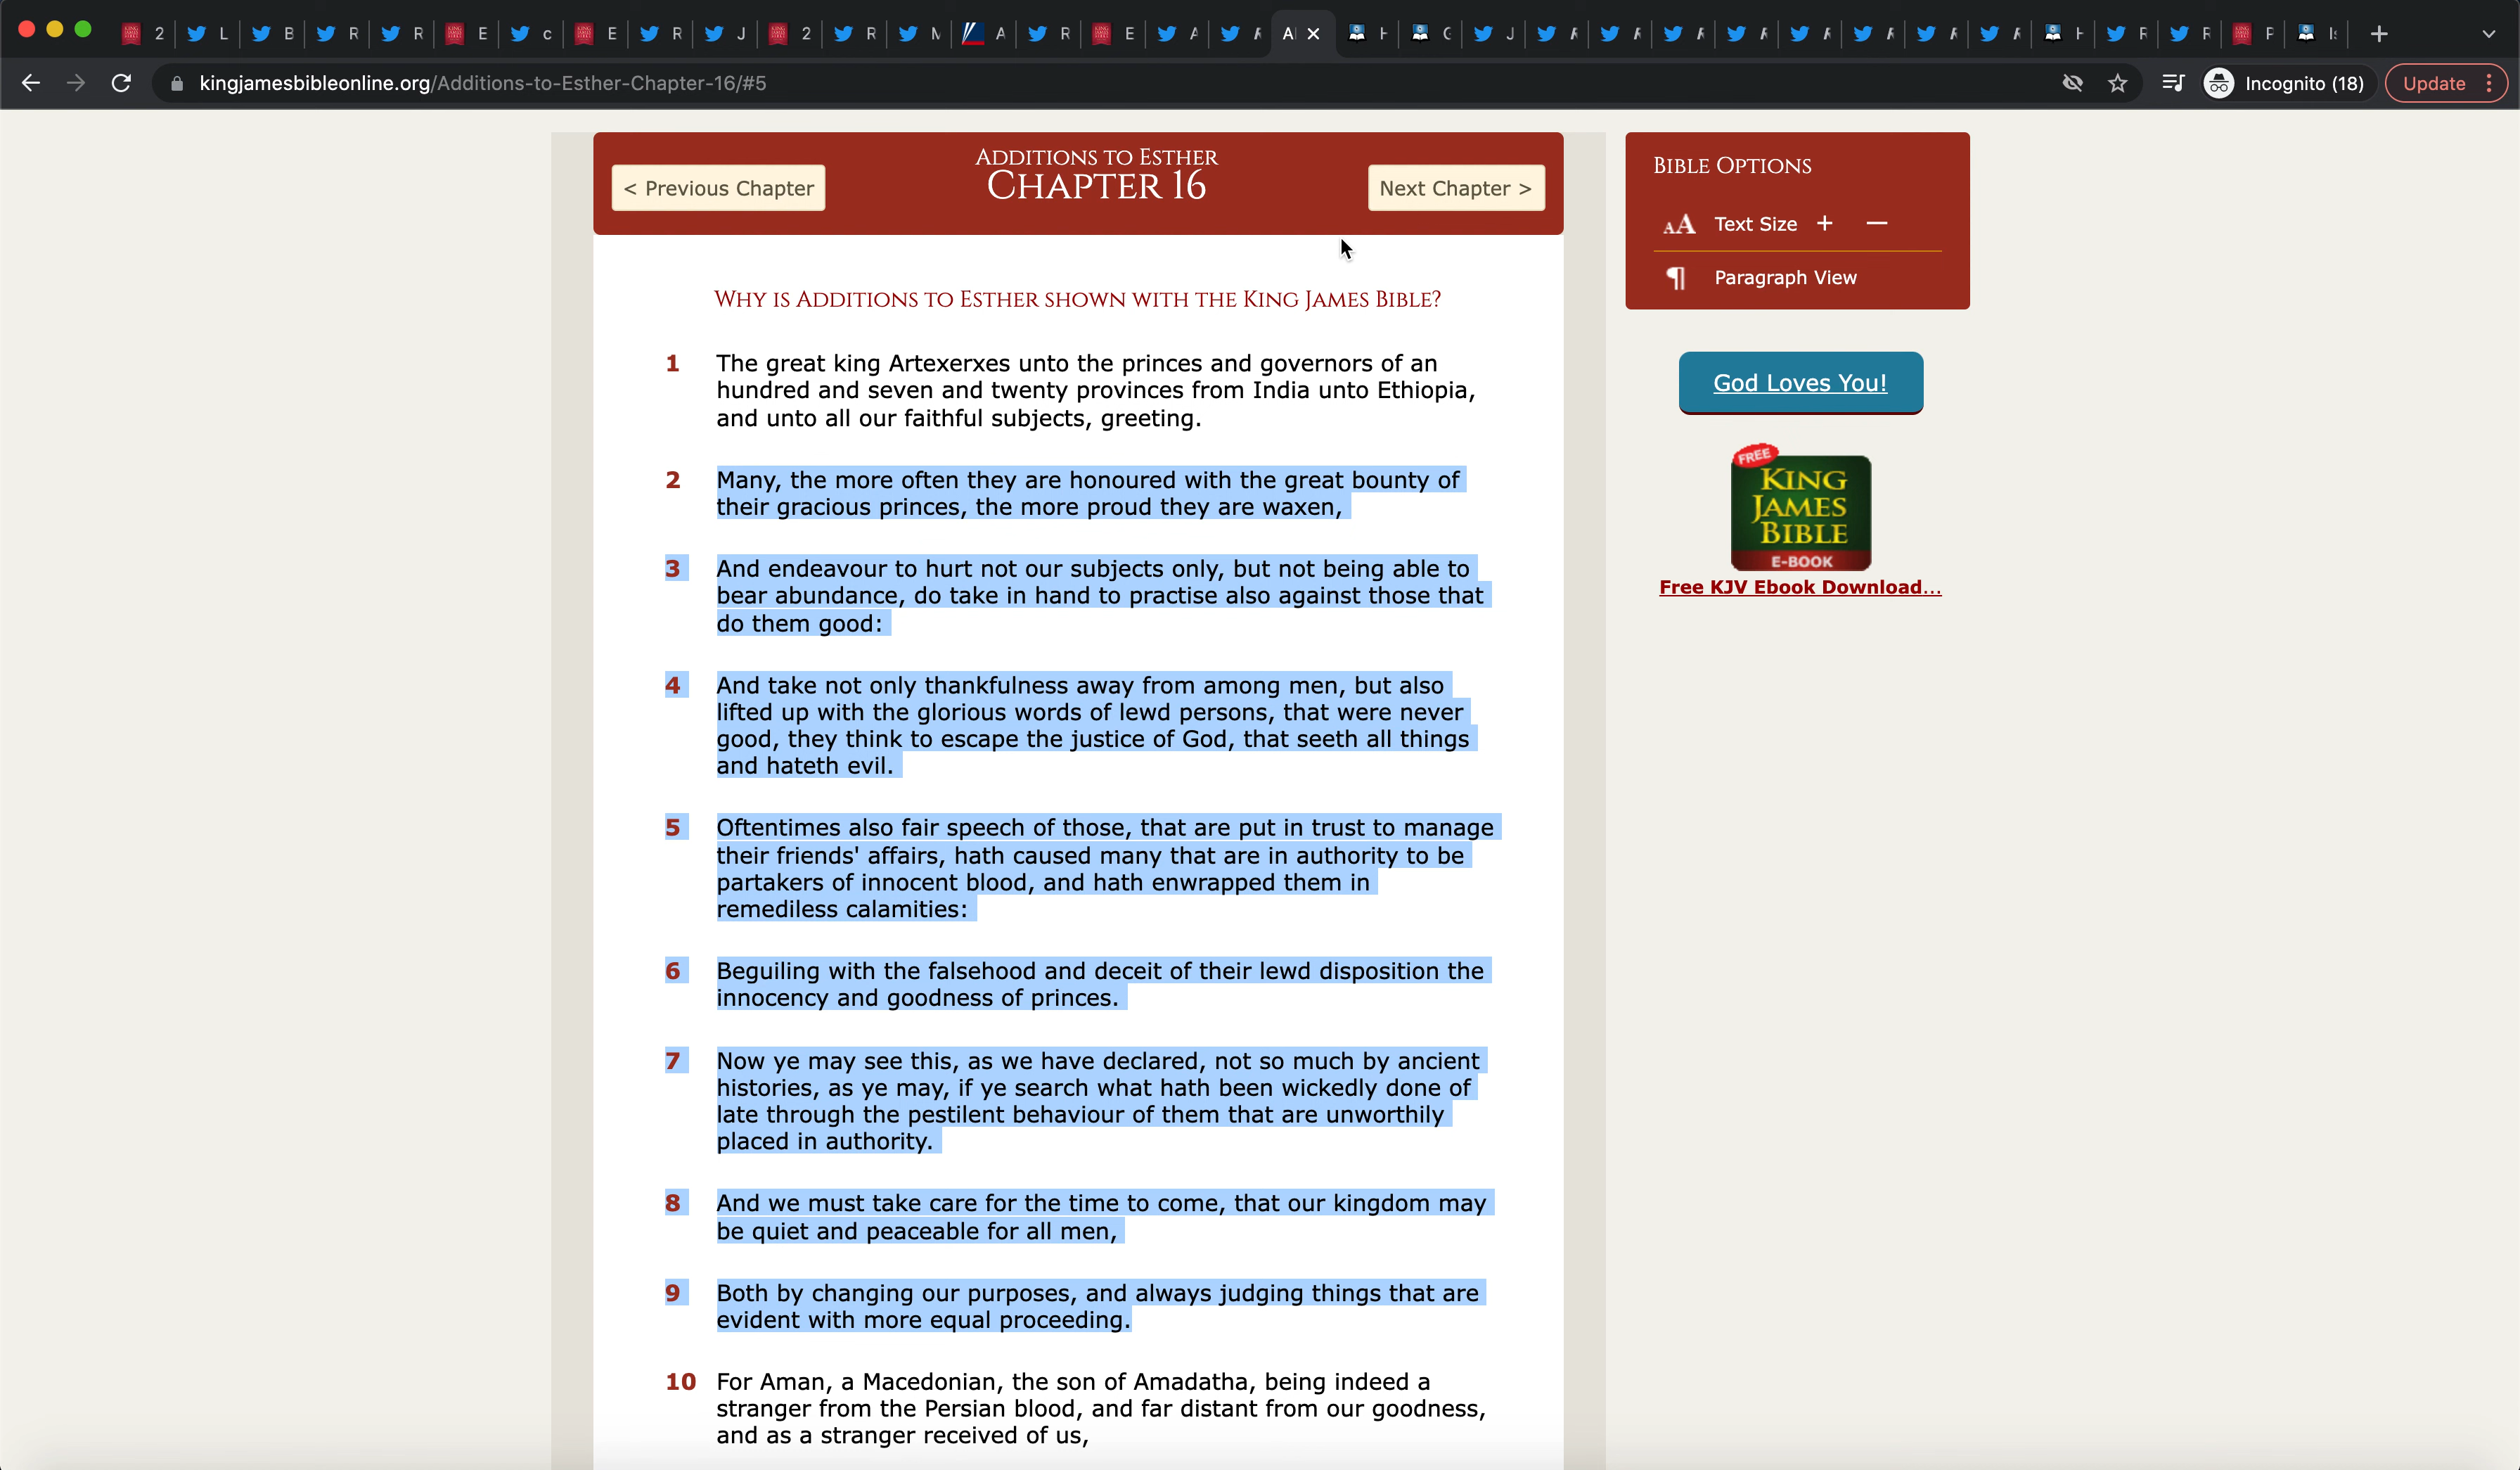 2 L B R R E c E R J 2 R M A R E A A H G J H R R P Is
kingjamesbibleonline.org/Additions-to-Esther-Chapter-16/#5
Incognito (18)
Update
< Previous Chapter
Additions to Esther
Chapter 16
Next Chapter >
Why is Additions to Esther shown with the King James Bible?
1 The great king Artexerxes unto the princes and governors of an
hundred and seven and twenty provinces from India unto Ethiopia,
and unto all our faithful subjects, greeting.
2 Many, the more often they are honoured with the great bounty of
their gracious princes, the more proud they are waxen,
3 And endeavour to hurt not our subjects only, but not being able to
bear abundance, do take in hand to practise also against those that
do them good:
4 And take not only thankfulness away from among men, but also
lifted up with the glorious words of lewd persons, that were never
good, they think to escape the justice of God, that seeth all things
and hateth evil.
5 Oftentimes also fair speech of those, that are put in trust to manage
their friends' affairs, hath caused many that are in authority to be
partakers of innocent blood, and hath enwrapped them in
remediless calamities:
6 Beguiling with the falsehood and deceit of their lewd disposition the
innocency and goodness of princes.
7 Now ye may see this, as we have declared, not so much by ancient
histories, as ye may, if ye search what hath been wickedly done of
late through the pestilent behaviour of them that are unworthily
placed in authority.
8 And we must take care for the time to come, that our kingdom may
be quiet and peaceable for all men,
9 Both by changing our purposes, and always judging things that are
evident with more equal proceeding.
10 For Aman, a Macedonian, the son of Amadatha, being indeed a
stranger from the Persian blood, and far distant from our goodness,
and as a stranger received of us,
Bible Options
AA Text Size + —
¶ Paragraph View
God Loves You!
FREE
King
James
Bible
E-BOOK
Free KJV Ebook Download...